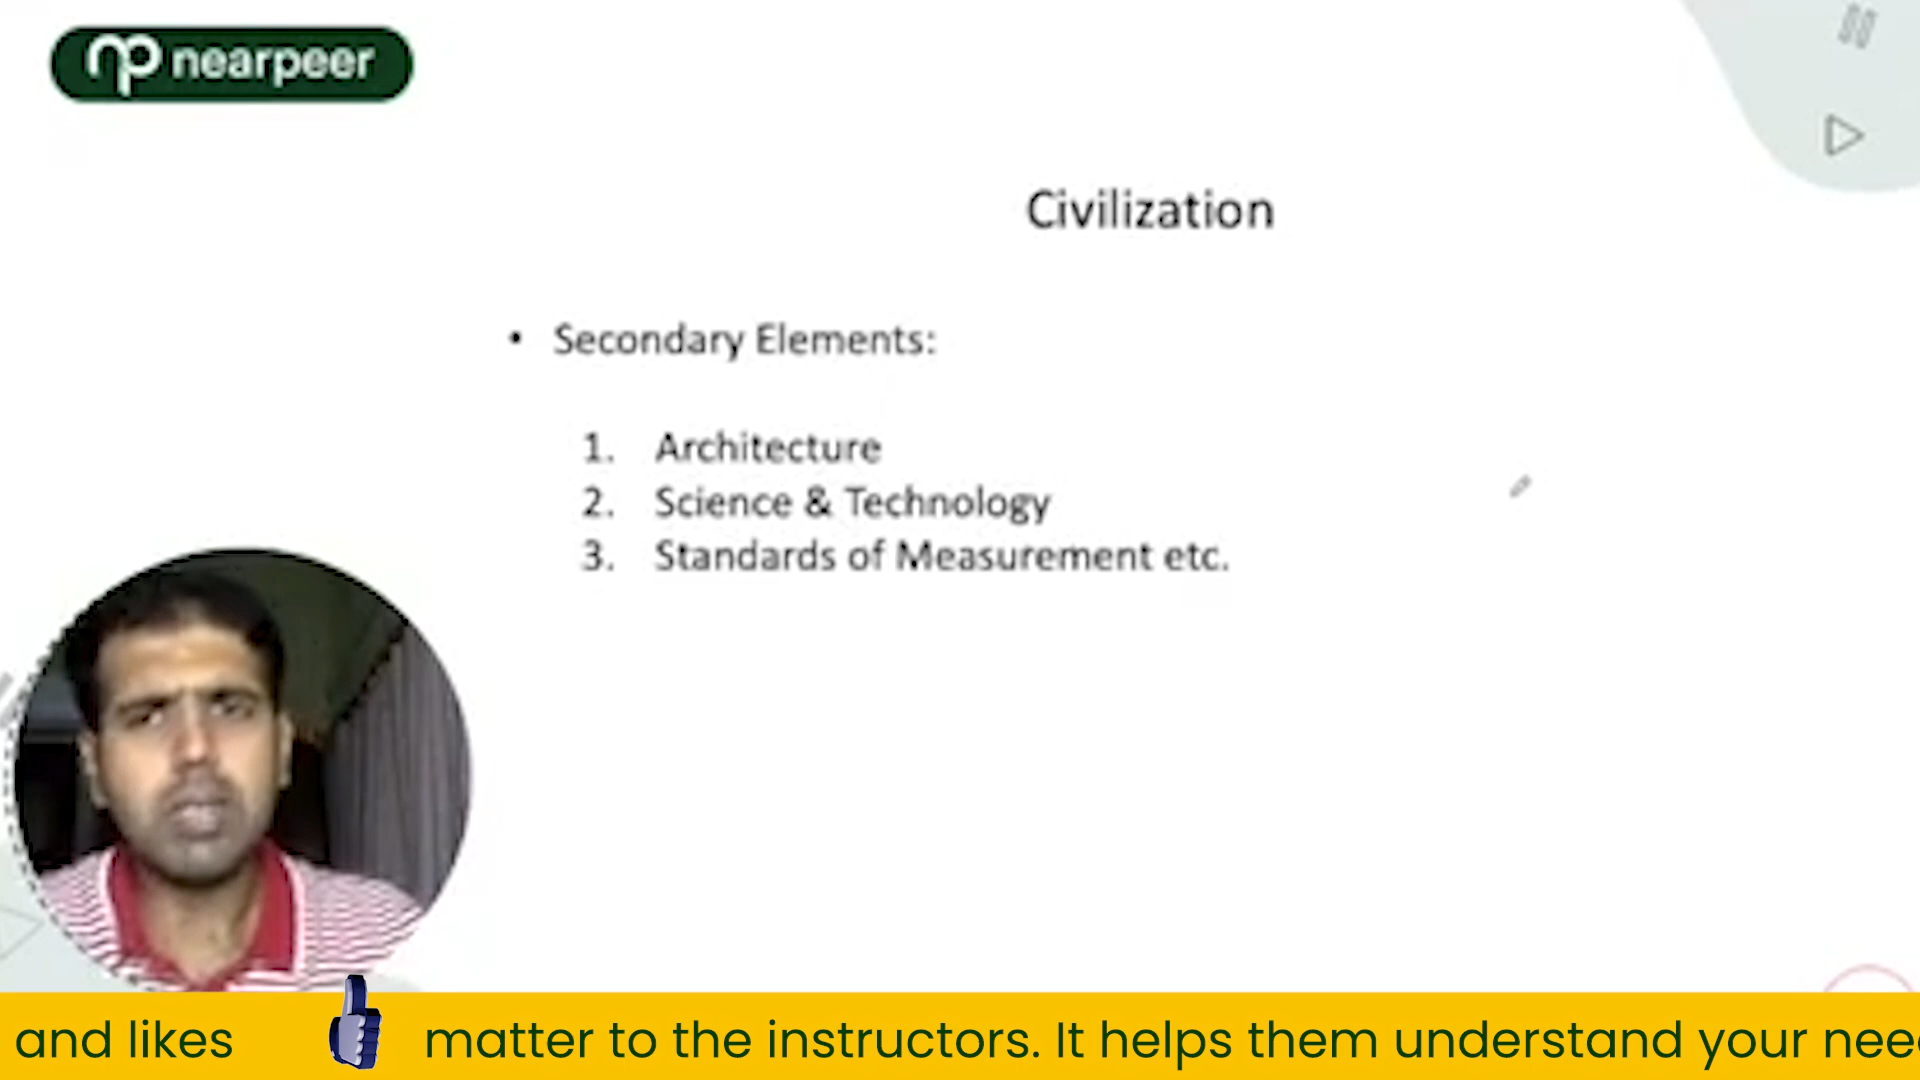 nearpeer
Civilization
• Secondary Elements:
1. Architecture
2. Science & Technology
3. Standards of Measurement etc.
and likes matter to the instructors. It helps them understand your nee